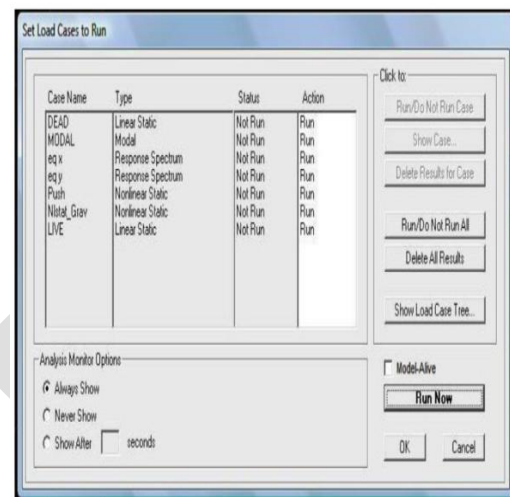 Set Load Cases to Run
Case Name Type Status Action
DEAD Linear Static Not Run Run
MODAL Modal Not Run Run
eq x Response Spectrum Not Run Run
eq y Response Spectrum Not Run Run
Push Nonlinear Static Not Run Run
Nlstat_Grav Nonlinear Static Not Run Run
LIVE Linear Static Not Run Run
Click to:
Run/Do Not Run Case
Show Case...
Delete Results for Case
Run/Do Not Run All
Delete All Results
Show Load Case Tree...
Analysis Monitor Options
Always Show
Never Show
Show After seconds
Model-Alive
Run Now
OK Cancel